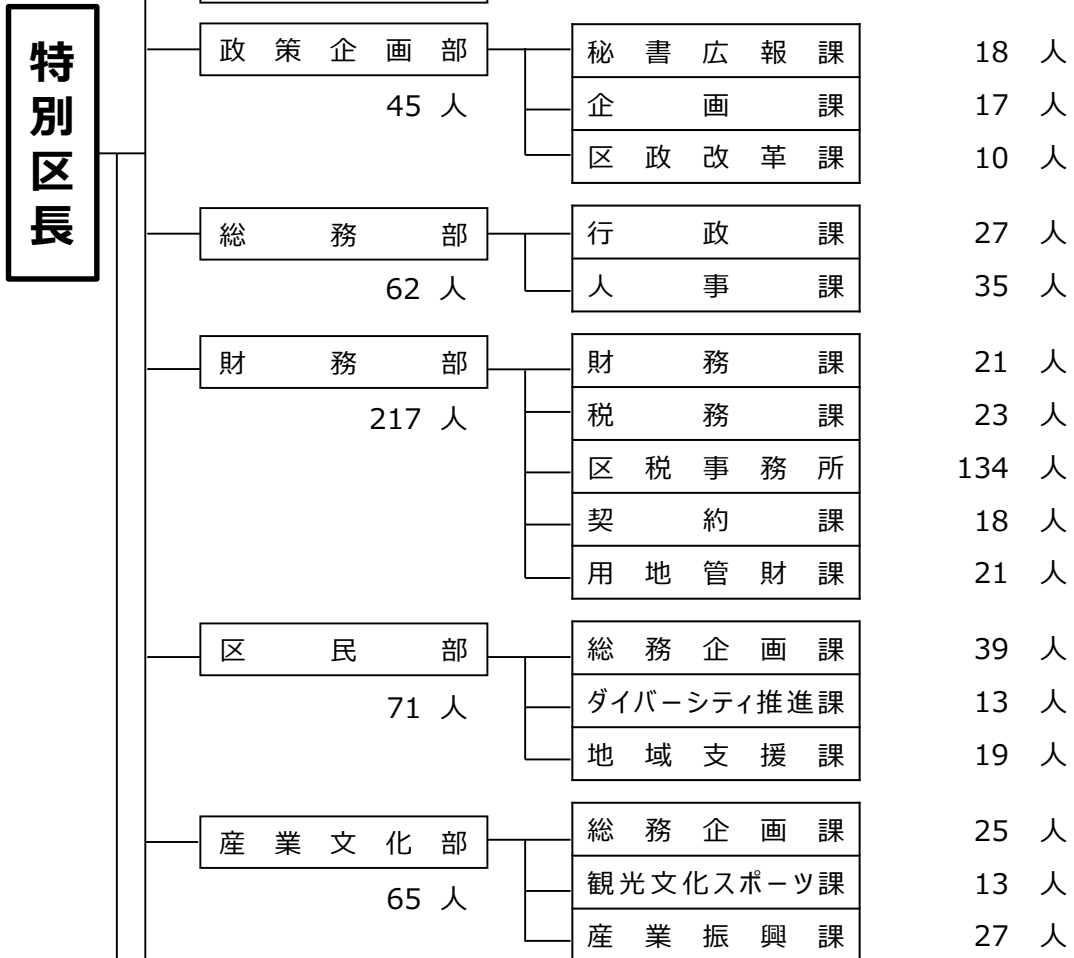 特別区長
政策企画部 秘書広報課 18 人
45 人 企画課 17 人
区政改革課 10 人
総務部 行政課 27 人
62 人 人事課 35 人
財務部 財務課 21 人
217 人 税務課 23 人
区税事務所 134 人
契約課 18 人
用地管財課 21 人
区民部 総務企画課 39 人
71 人 ダイバーシティ推進課 13 人
地域支援課 19 人
産業文化部 総務企画課 25 人
65 人 観光文化スポーツ課 13 人
産業振興課 27 人